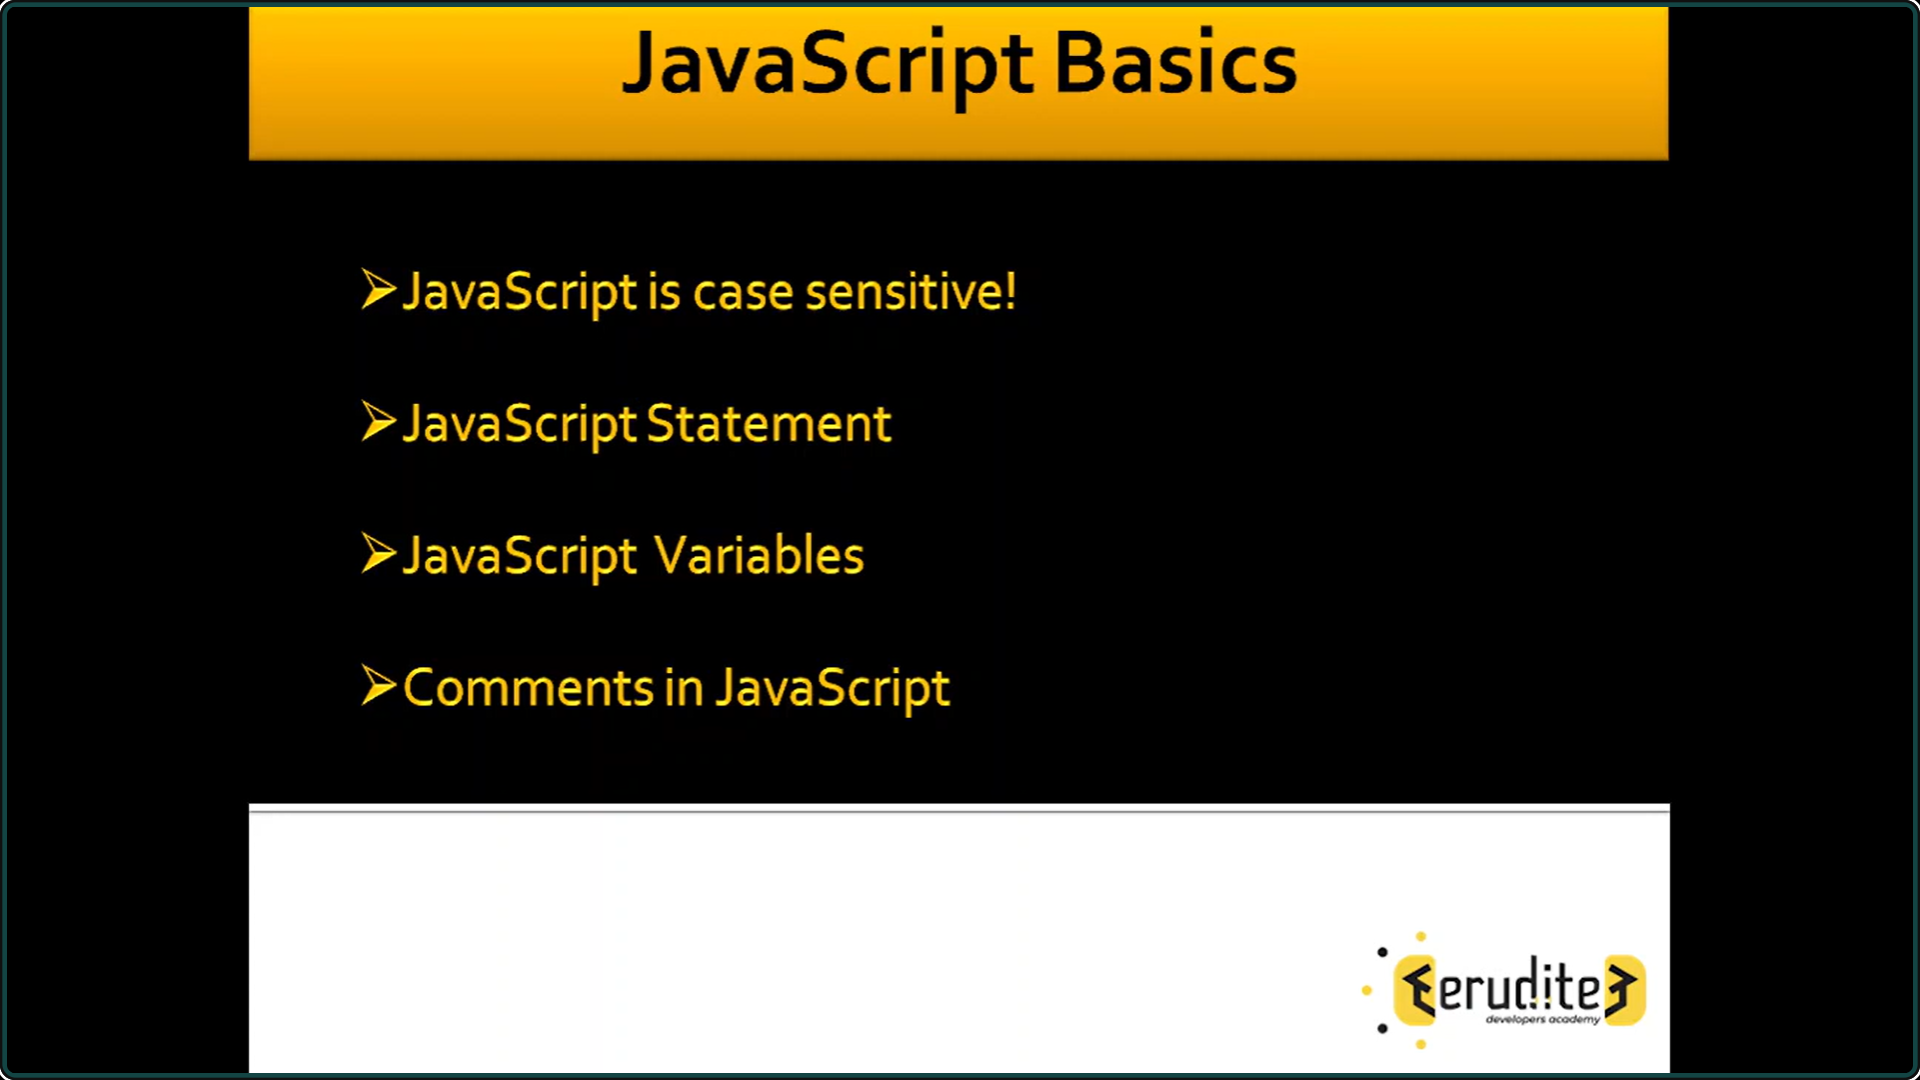 JavaScript Basics
➢JavaScript is case sensitive!
➢JavaScript Statement
➢JavaScript Variables
➢Comments in JavaScript
erudite
developers academy